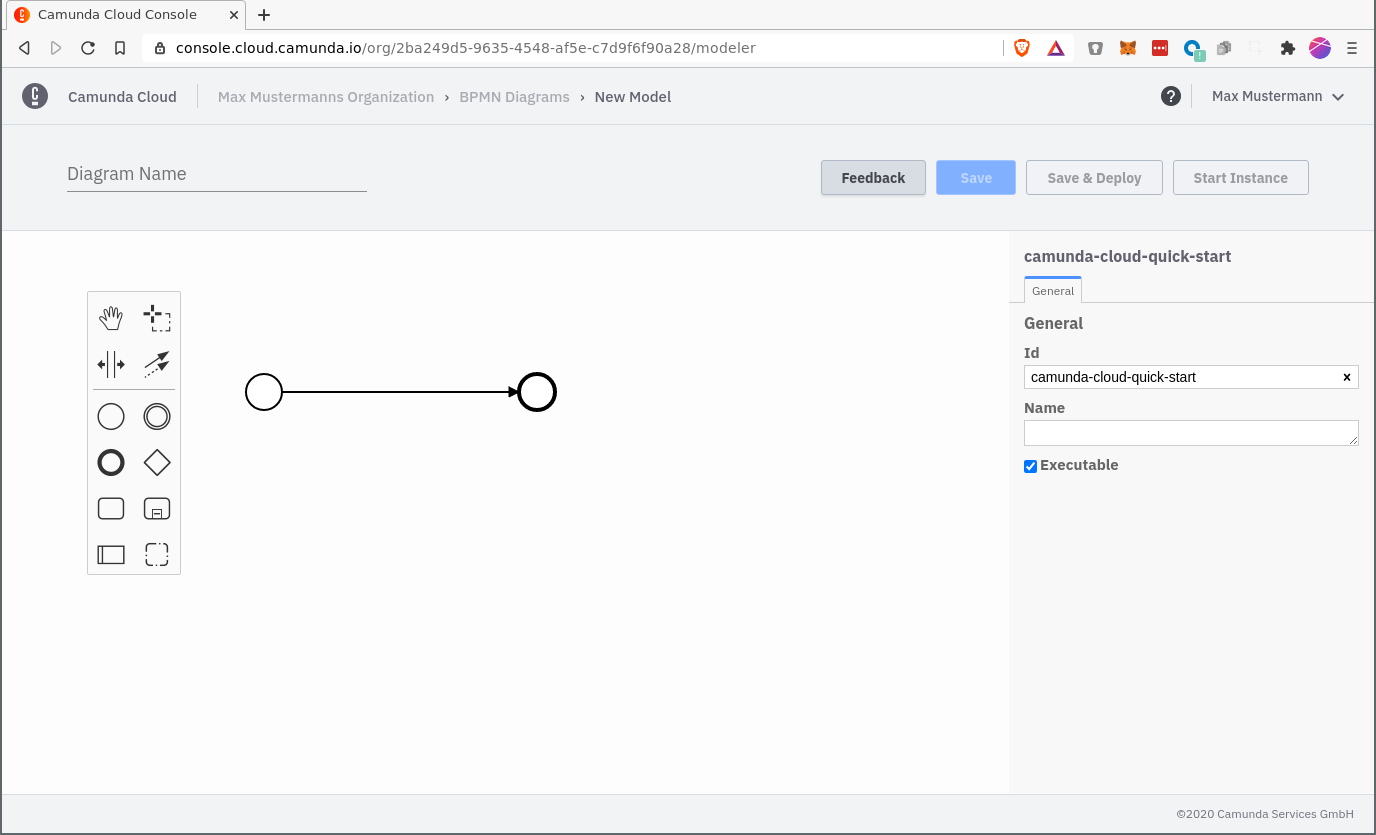 Camunda Cloud Console
console.cloud.camunda.io/org/2ba249d5-9635-4548-af5e-c7d9f6f90a28/modeler
Camunda Cloud Max Mustermanns Organization › BPMN Diagrams › New Model ? Max Mustermann
Diagram Name Feedback Save Save & Deploy Start Instance
camunda-cloud-quick-start
General
General
Id
camunda-cloud-quick-start
Name
Executable
©2020 Camunda Services GmbH